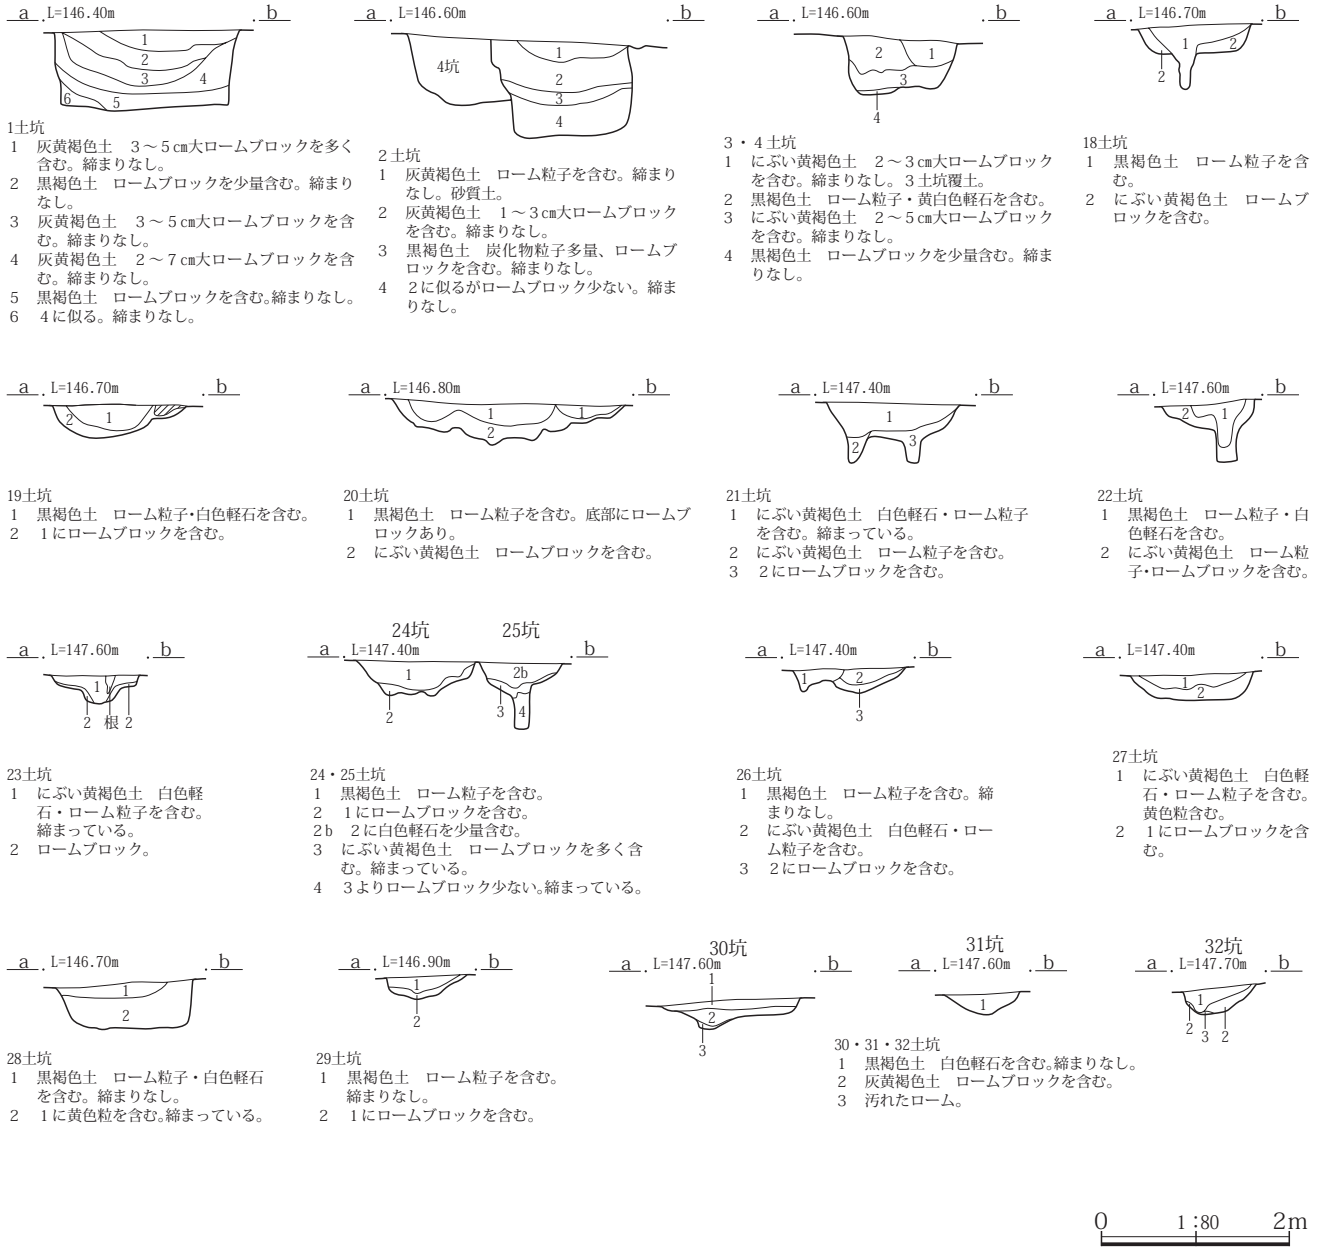 a L=146.40m b
1
2
3
4
5
6
1土坑
1 灰黄褐色土 3～5㎝大ロームブロックを多く
含む。締まりなし。
2 黒褐色土 ロームブロックを少量含む。締まり
なし。
3 灰黄褐色土 3～5㎝大ロームブロックを含
む。締まりなし。
4 灰黄褐色土 2～7㎝大ロームブロックを含
む。締まりなし。
5 黒褐色土 ロームブロックを含む。締まりなし。
6 4に似る。締まりなし。
a L=146.60m b
4坑
1
2
3
4
2土坑
1 灰黄褐色土 ローム粒子を含む。締まり
なし。砂質土。
2 灰黄褐色土 1～3㎝大ロームブロック
を含む。締まりなし。
3 黒褐色土 炭化物粒子多量、ロームブ
ロックを含む。締まりなし。
4 2に似るがロームブロック少ない。締ま
りなし。
a L=146.60m b
2 1
3
4
3・4土坑
1 にぶい黄褐色土 2～3㎝大ロームブロック
を含む。締まりなし。3土坑覆土。
2 黒褐色土 ローム粒子・黄白色軽石を含む。
3 にぶい黄褐色土 2～5㎝大ロームブロック
を含む。締まりなし。
4 黒褐色土 ロームブロックを少量含む。締ま
りなし。
a L=146.70m b
1 2
2
18土坑
1 黒褐色土 ローム粒子を含
む。
2 にぶい黄褐色土 ロームブ
ロックを含む。
a L=146.70m b
2 1
19土坑
1 黒褐色土 ローム粒子・白色軽石を含む。
2 1にロームブロックを含む。
a L=146.80m b
1 1
2
20土坑
1 黒褐色土 ローム粒子を含む。底部にロームブ
ロックあり。
2 にぶい黄褐色土 ロームブロックを含む。
a L=147.40m b
1
2 3
21土坑
1 にぶい黄褐色土 白色軽石・ローム粒子
を含む。締まっている。
2 にぶい黄褐色土 ローム粒子を含む。
3 2にロームブロックを含む。
a L=147.60m b
2 1
22土坑
1 黒褐色土 ローム粒子・白
色軽石を含む。
2 にぶい黄褐色土 ローム粒
子・ロームブロックを含む。
a L=147.60m b
1
2 根 2
23土坑
1 にぶい黄褐色土 白色軽
石・ローム粒子を含む。
締まっている。
2 ロームブロック。
24坑 25坑
a L=147.40m b
1 2b
2 3 4
24・25土坑
1 黒褐色土 ローム粒子を含む。
2 1にロームブロックを含む。
2b 2に白色軽石を少量含む。
3 にぶい黄褐色土 ロームブロックを多く含
む。締まっている。
4 3よりロームブロック少ない。締まっている。
a L=147.40m b
1 2
3
26土坑
1 黒褐色土 ローム粒子を含む。締
まりなし。
2 にぶい黄褐色土 白色軽石・ロー
ム粒子を含む。
3 2にロームブロックを含む。
a L=147.40m b
1
2
27土坑
1 にぶい黄褐色土 白色軽
石・ローム粒子を含む。
黄色粒含む。
2 1にロームブロックを含
む。
a L=146.70m b
1
2
28土坑
1 黒褐色土 ローム粒子・白色軽石
を含む。締まりなし。
2 1に黄色粒を含む。締まっている。
a L=146.90m b
1
2
29土坑
1 黒褐色土 ローム粒子を含む。
締まりなし。
2 1にロームブロックを含む。
30坑
a L=147.60m b
1
2
3
31坑
a L=147.60m b
1
32坑
a L=147.70m b
1
2 3 2
30・31・32土坑
1 黒褐色土 白色軽石を含む。締まりなし。
2 灰黄褐色土 ロームブロックを含む。
3 汚れたローム。
0 1:80 2m